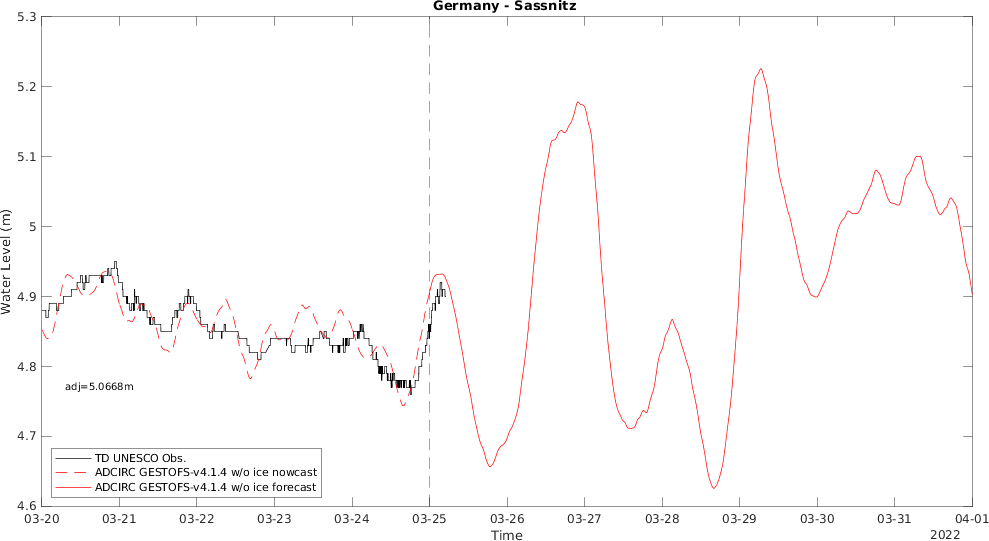 Germany - Sassnitz
5.3
5.2
5.1
5
4.9
4.8
4.7
4.6
Water Level (m)
adj=5.0668m
TD UNESCO Obs.
ADCIRC GESTOFS-v4.1.4 w/o ice nowcast
ADCIRC GESTOFS-v4.1.4 w/o ice forecast
03-20 03-21 03-22 03-23 03-24 03-25 03-26 03-27 03-28 03-29 03-30 03-31 04-01
Time
2022